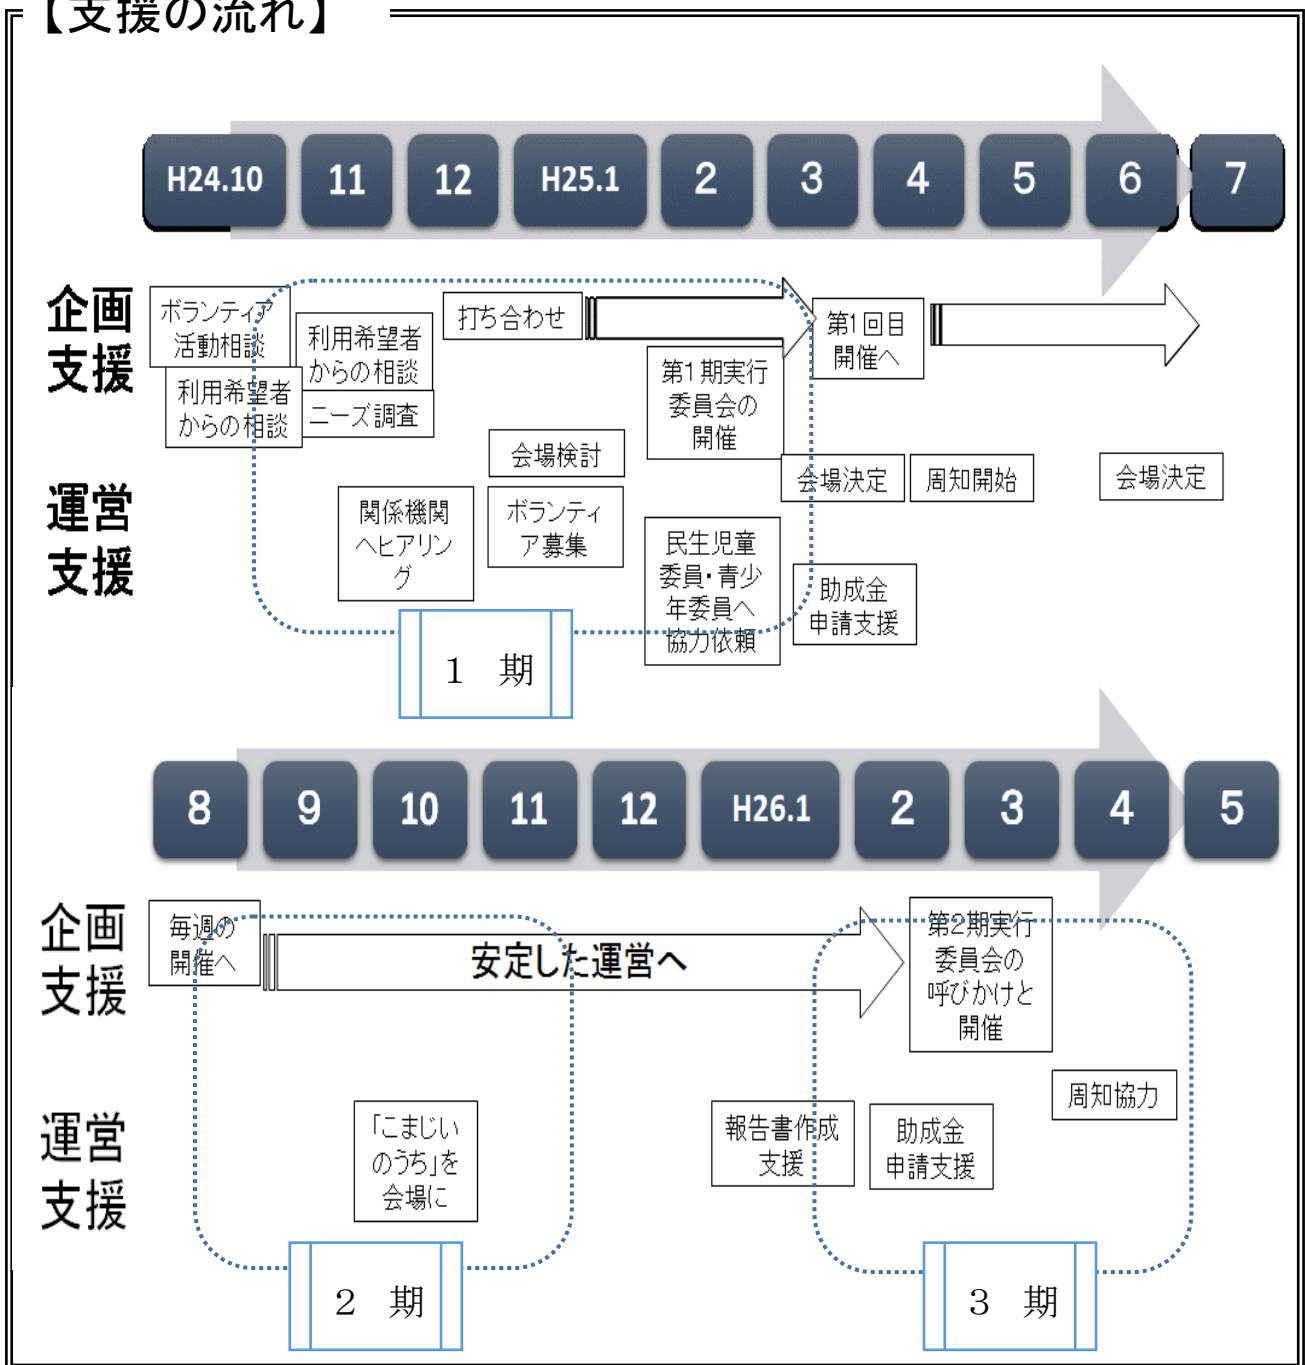 【支援の流れ】
H24.10 11 12 H25.1 2 3 4 5 6 7
企画
支援
ボランティア
活動相談
利用希望者
からの相談
利用希望者
からの相談
ニーズ調査
打ち合わせ
第1期実行
委員会の
開催
第1回目
開催へ
運営
支援
関係機関
へヒアリン
グ
会場検討
ボランティ
ア募集
民生児童
委員・青少
年委員へ
協力依頼
会場決定
周知開始
会場決定
助成金
申請支援
1 期
8 9 10 11 12 H26.1 2 3 4 5
企画
支援
毎週の
開催へ
安定した運営へ
第2期実行
委員会の
呼びかけと
開催
運営
支援
「こまじい
のうち」を
会場に
報告書作成
支援
助成金
申請支援
周知協力
2 期
3 期